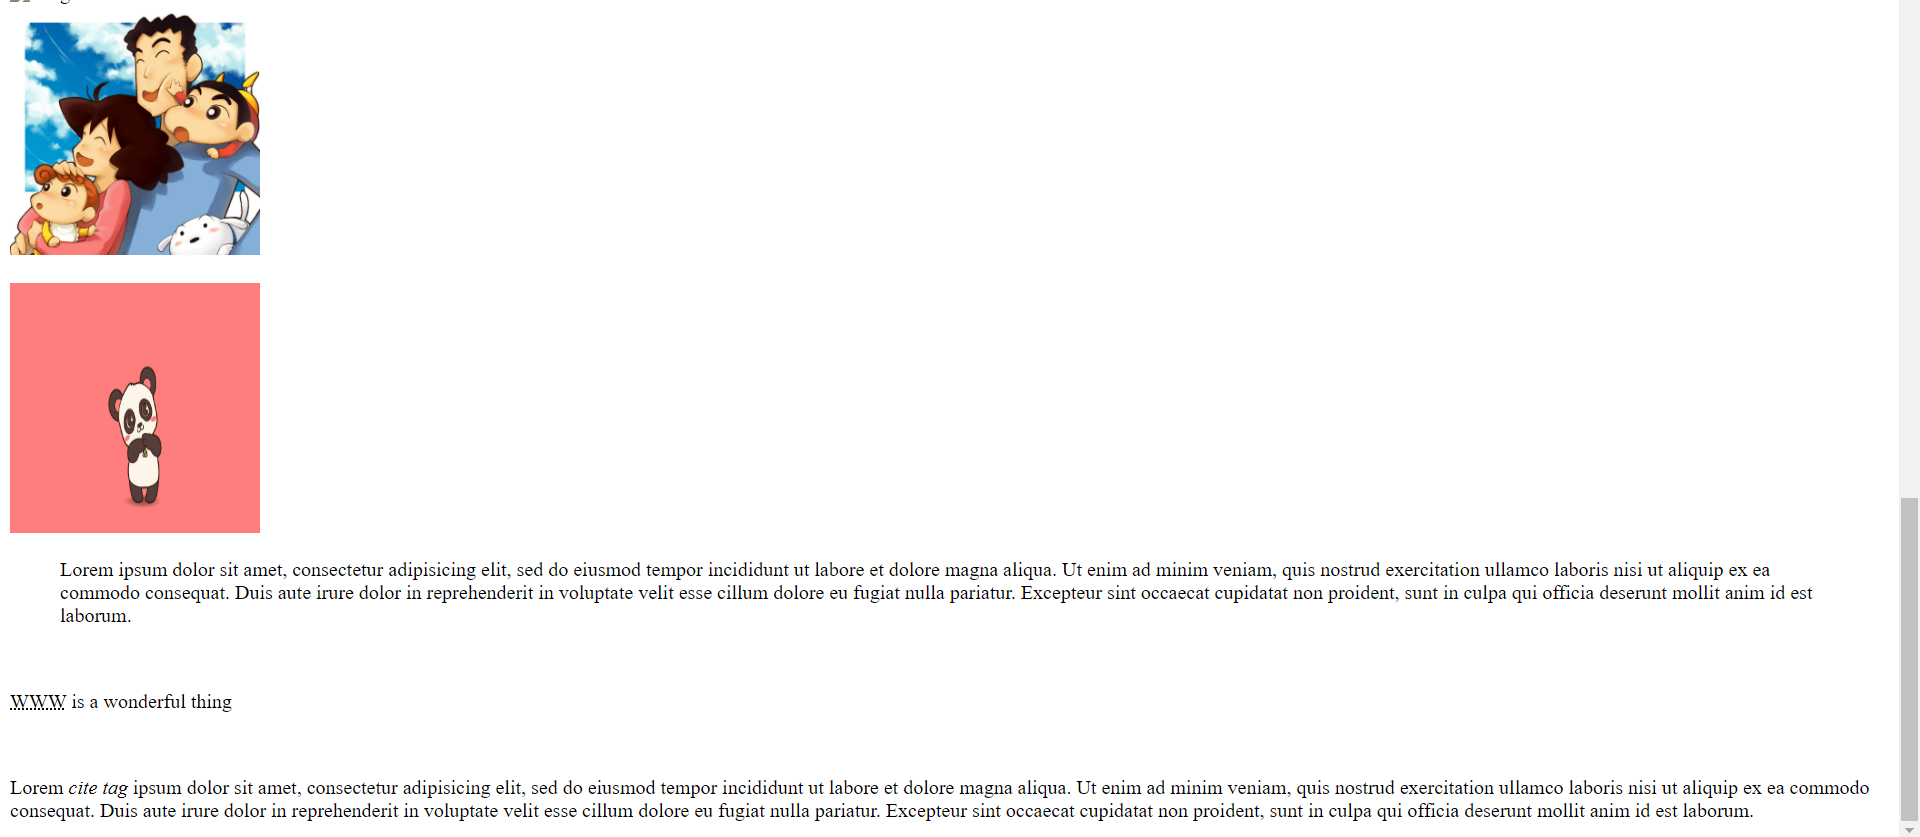 Lorem ipsum dolor sit amet, consectetur adipisicing elit, sed do eiusmod tempor incididunt ut labore et dolore magna aliqua. Ut enim ad minim veniam, quis nostrud exercitation ullamco laboris nisi ut aliquip ex ea
commodo consequat. Duis aute irure dolor in reprehenderit in voluptate velit esse cillum dolore eu fugiat nulla pariatur. Excepteur sint occaecat cupidatat non proident, sunt in culpa qui officia deserunt mollit anim id est
laborum.
WWW is a wonderful thing
Lorem cite tag ipsum dolor sit amet, consectetur adipisicing elit, sed do eiusmod tempor incididunt ut labore et dolore magna aliqua. Ut enim ad minim veniam, quis nostrud exercitation ullamco laboris nisi ut aliquip ex ea commodo
consequat. Duis aute irure dolor in reprehenderit in voluptate velit esse cillum dolore eu fugiat nulla pariatur. Excepteur sint occaecat cupidatat non proident, sunt in culpa qui officia deserunt mollit anim id est laborum.